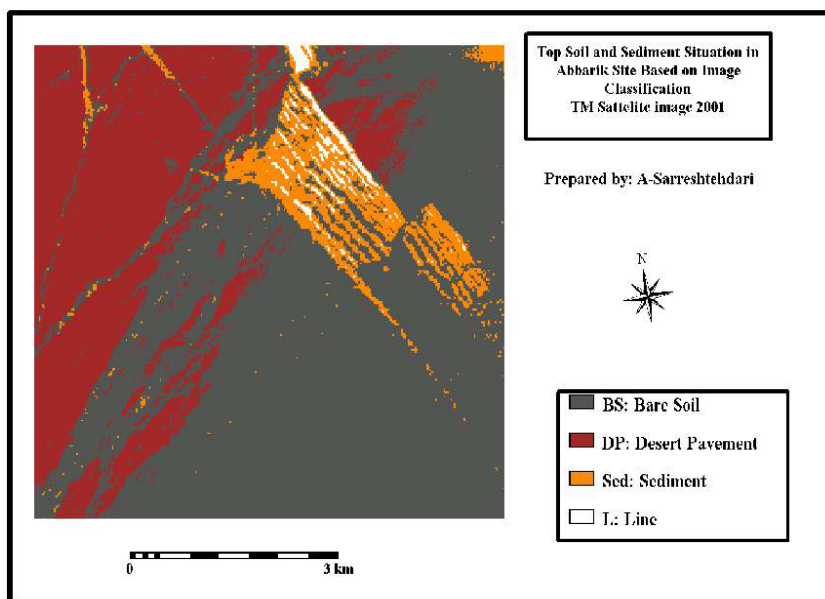 Top Soil and Sediment Situation in
Abbarik Site Based on Image
Classification
TM Sattelite image 2001
Prepared by: A-Sarreshtehdari
N
BS: Bare Soil
DP: Desert Pavement
Sed: Sediment
L: Line
0 3 km